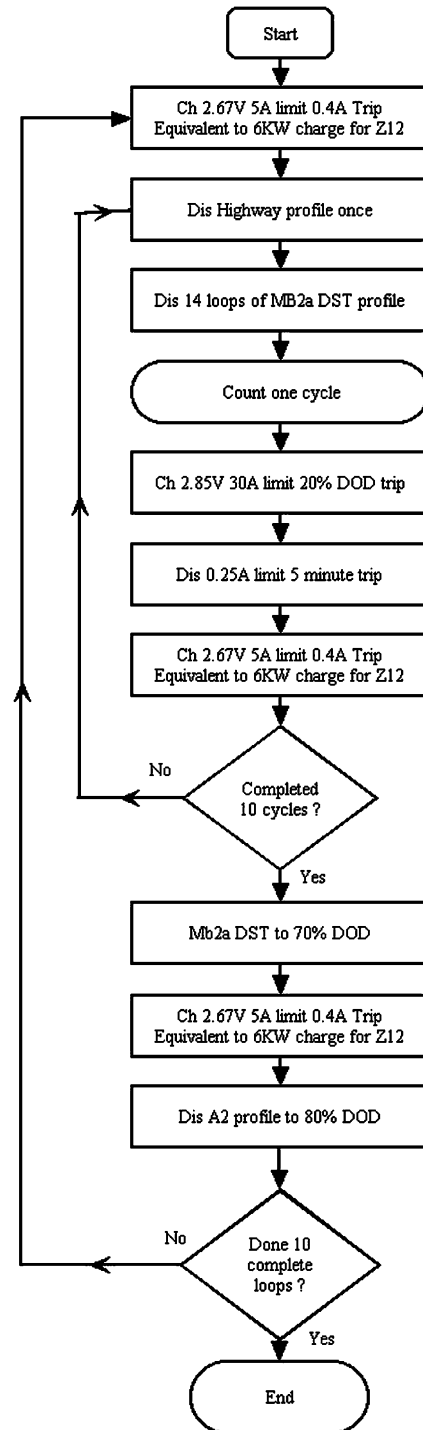 Start
Ch 2.67V 5A limit 0.4A Trip
Equivalent to 6KW charge for Z12
Dis Highway profile once
Dis 14 loops of MB2a DST profile
Count one cycle
Ch 2.85V 30A limit 20% DOD trip
Dis 0.25A limit 5 minute trip
Ch 2.67V 5A limit 0.4A Trip
Equivalent to 6KW charge for Z12
No
Completed
10 cycles ?
Yes
Mb2a DST to 70% DOD
Ch 2.67V 5A limit 0.4A Trip
Equivalent to 6KW charge for Z12
Dis A2 profile to 80% DOD
No
Done 10
complete
loops ?
Yes
End